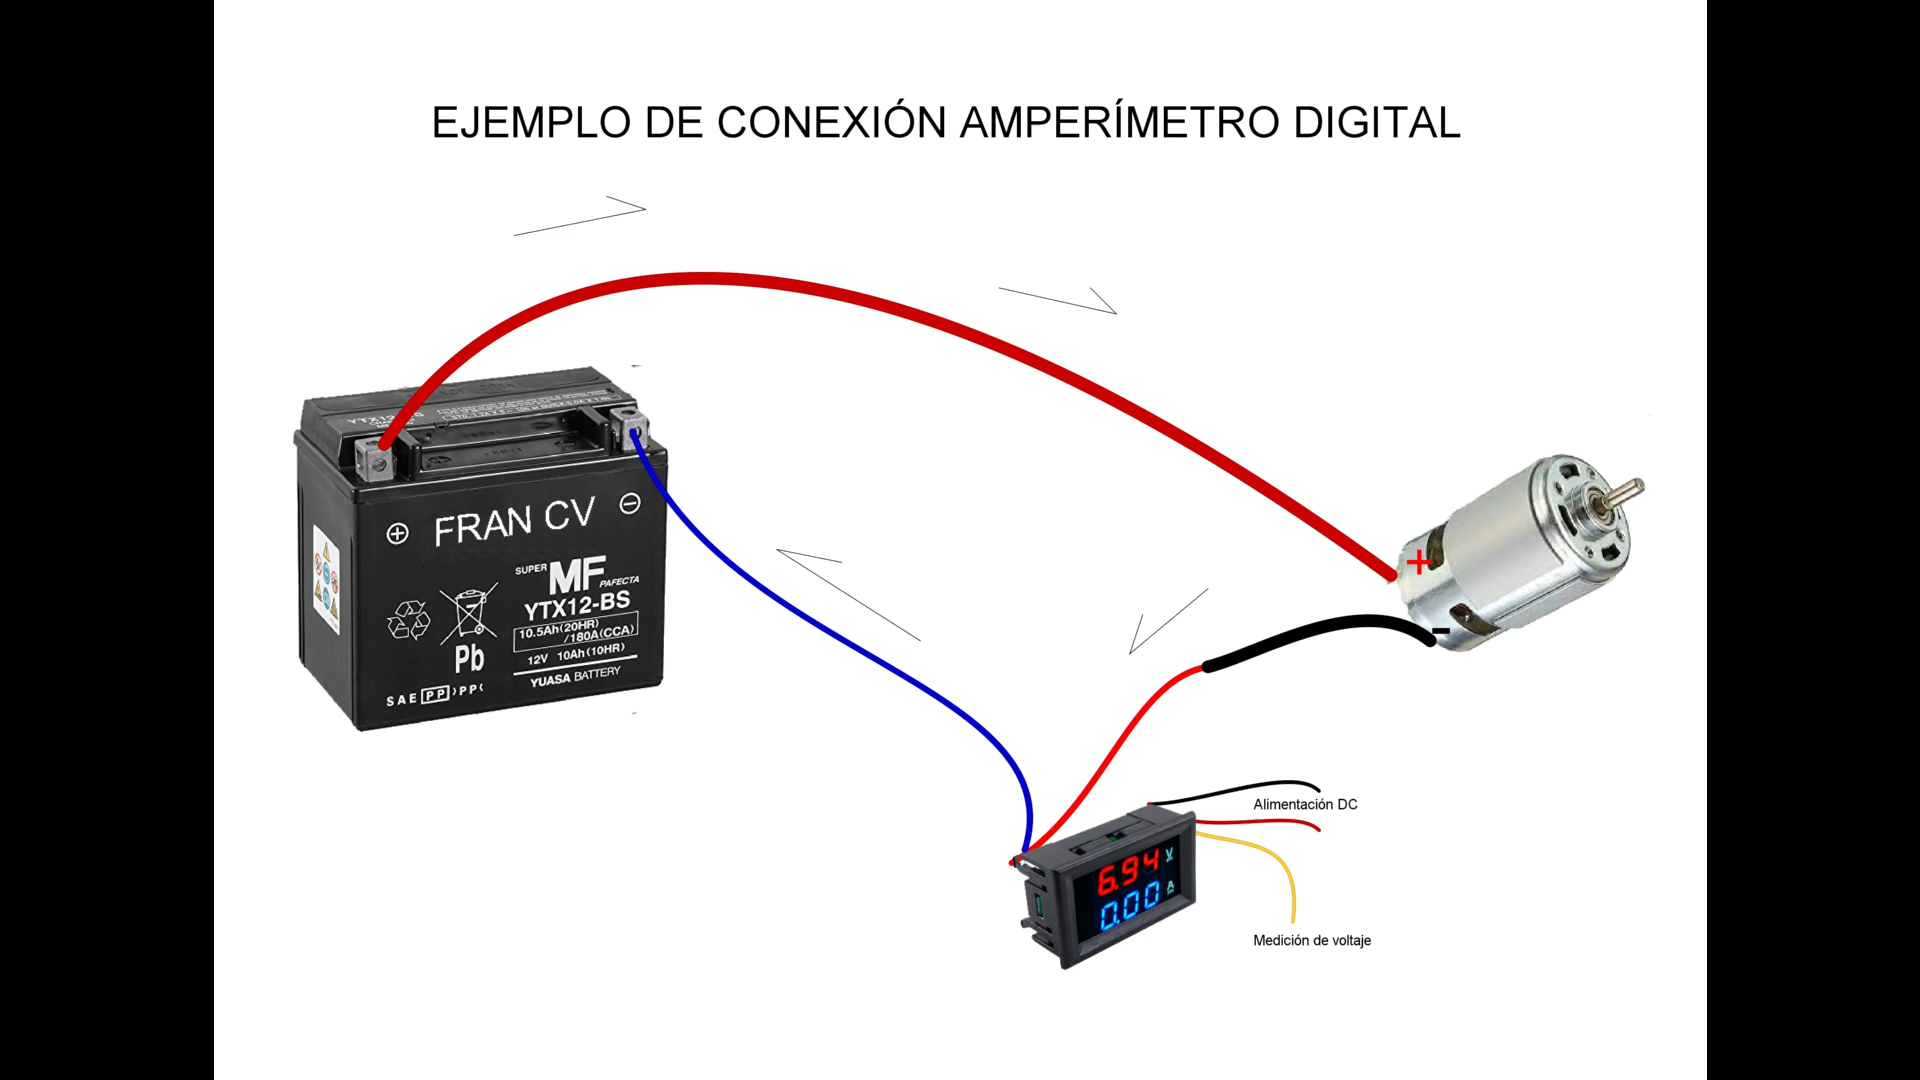 EJEMPLO DE CONEXIÓN AMPERÍMETRO DIGITAL
+
-
FRAN CV
SUPER MF PAFECTA
YTX12-BS
10.5Ah(20HR)
/180A(CCA)
12V 10Ah(10HR)
YUASA BATTERY
Pb
SAE PP PP
+
-
Alimentación DC
6.94 V
0.00 A
Medición de voltaje